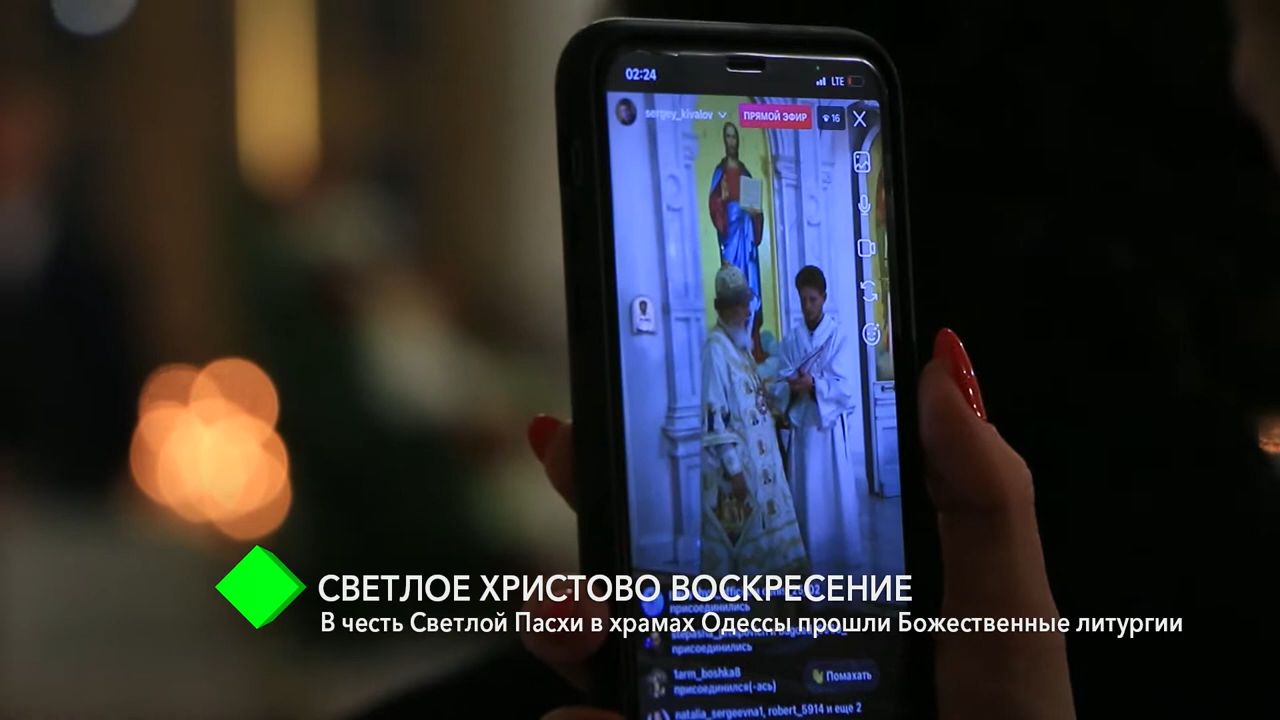 02:24
LTE
sergey_kivalov
ПРЯМОЙ ЭФИР
16
СВЕТЛОЕ ХРИСТОВО ВОСКРЕСЕНИЕ
присоединились
В честь Светлой Пасхи в храмах Одессы прошли Божественные литургии
присоединились
1arm_boshka8
присоединился(-ась)
Помахать
natalia_sergeevna1, robert_5914 и еще 2